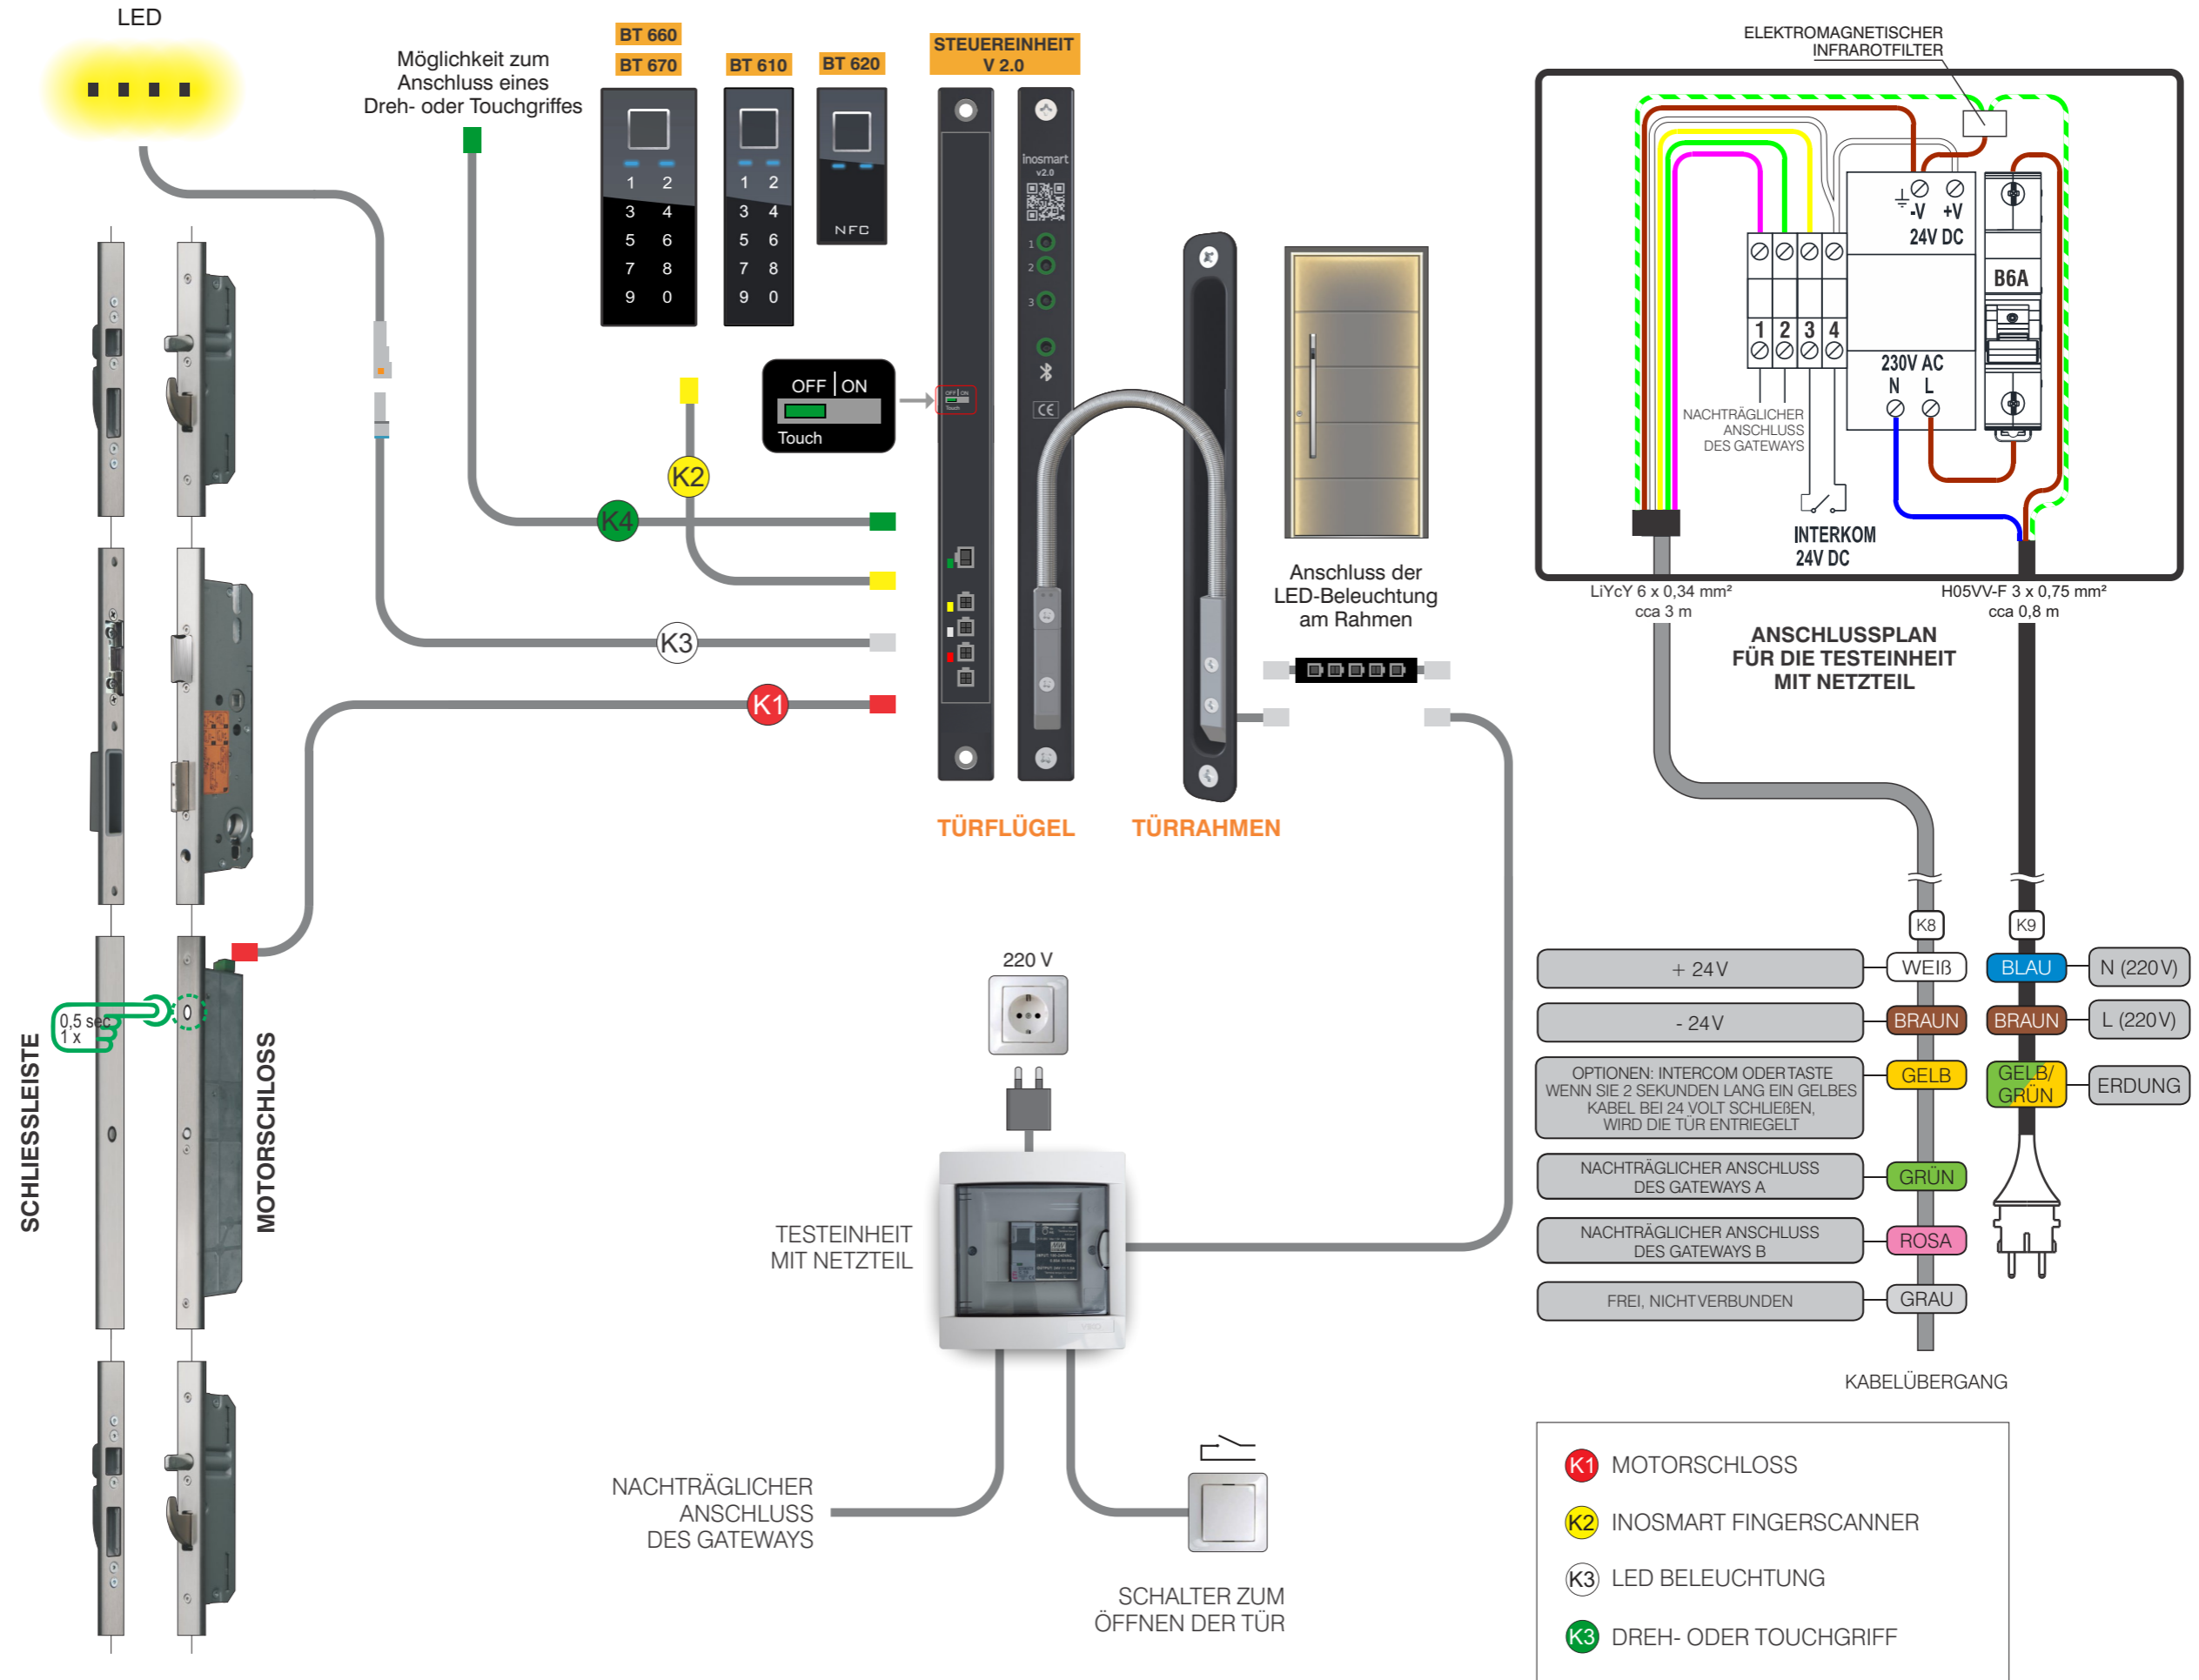 LED
Möglichkeit zum
Anschluss eines
Dreh- oder Touchgriffes
BT 660
BT 670
BT 610
BT 620
STEUEREINHEIT
V 2.0
1 2
3 4
5 6
7 8
9 0
1 2
3 4
5 6
7 8
9 0
NFC
inosmart
v2.0
1
2
3
CE
OFF | ON
Touch
OFF | ON
Touch
K2
K4
K3
K1
TÜRFLÜGEL
TÜRRAHMEN
Anschluss der
LED-Beleuchtung
am Rahmen
ELEKTROMAGNETISCHER
INFRAROTFILTER
-V +V
24V DC
B6A
1 2 3 4
230V AC
N L
NACHTRÄGLICHER
ANSCHLUSS
DES GATEWAYS
INTERKOM
24V DC
LiYcY 6 x 0,34 mm²
cca 3 m
H05VV-F 3 x 0,75 mm²
cca 0,8 m
ANSCHLUSSPLAN
FÜR DIE TESTEINHEIT
MIT NETZTEIL
K8
K9
+ 24V
WEIß
BLAU
N (220V)
- 24V
BRAUN
BRAUN
L (220V)
OPTIONEN: INTERCOM ODER TASTE
WENN SIE 2 SEKUNDEN LANG EIN GELBES
KABEL BEI 24 VOLT SCHLIEßEN,
WIRD DIE TÜR ENTRIEGELT
GELB
GELB/
GRÜN
ERDUNG
NACHTRÄGLICHER ANSCHLUSS
DES GATEWAYS A
GRÜN
NACHTRÄGLICHER ANSCHLUSS
DES GATEWAYS B
ROSA
FREI, NICHT VERBUNDEN
GRAU
KABELÜBERGANG
0,5 sec
1 x
SCHLIESSLEISTE
MOTORSCHLOSS
220 V
TESTEINHEIT
MIT NETZTEIL
NACHTRÄGLICHER
ANSCHLUSS
DES GATEWAYS
SCHALTER ZUM
ÖFFNEN DER TÜR
K1 MOTORSCHLOSS
K2 INOSMART FINGERSCANNER
K3 LED BELEUCHTUNG
K3 DREH- ODER TOUCHGRIFF